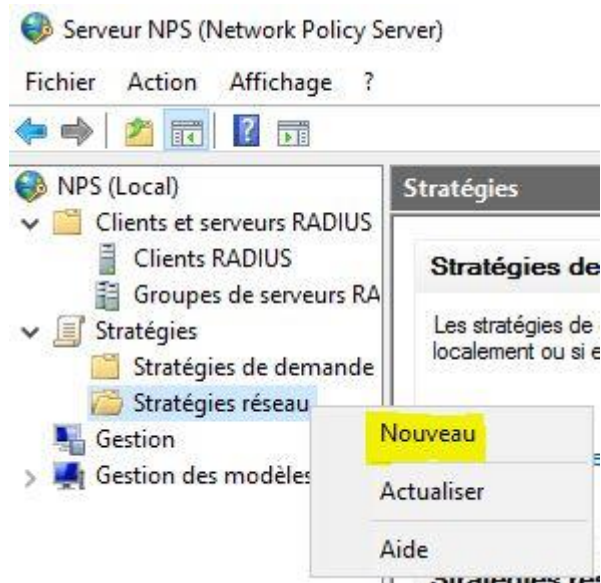 Serveur NPS (Network Policy Server)
Fichier Action Affichage ?
NPS (Local)
Clients et serveurs RADIUS
Clients RADIUS
Groupes de serveurs RA
Stratégies
Stratégies de demande
Stratégies réseau
Gestion
Gestion des modèles
Stratégies
Stratégies de
Les stratégies de
localement ou si e
Nouveau
Actualiser
Aide
Stratégies ré